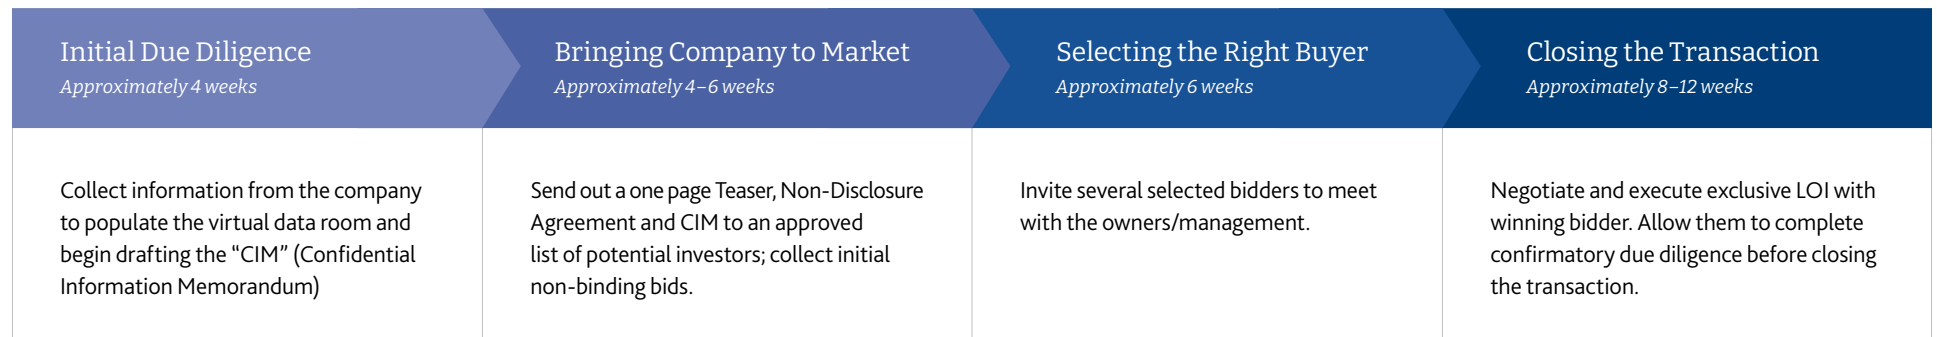 Initial Due Diligence
Approximately 4 weeks
Collect information from the company
to populate the virtual data room and
begin drafting the “CIM” (Confidential
Information Memorandum)
Bringing Company to Market
Approximately 4–6 weeks
Send out a one page Teaser, Non-Disclosure
Agreement and CIM to an approved
list of potential investors; collect initial
non-binding bids.
Selecting the Right Buyer
Approximately 6 weeks
Invite several selected bidders to meet
with the owners/management.
Closing the Transaction
Approximately 8–12 weeks
Negotiate and execute exclusive LOI with
winning bidder. Allow them to complete
confirmatory due diligence before closing
the transaction.